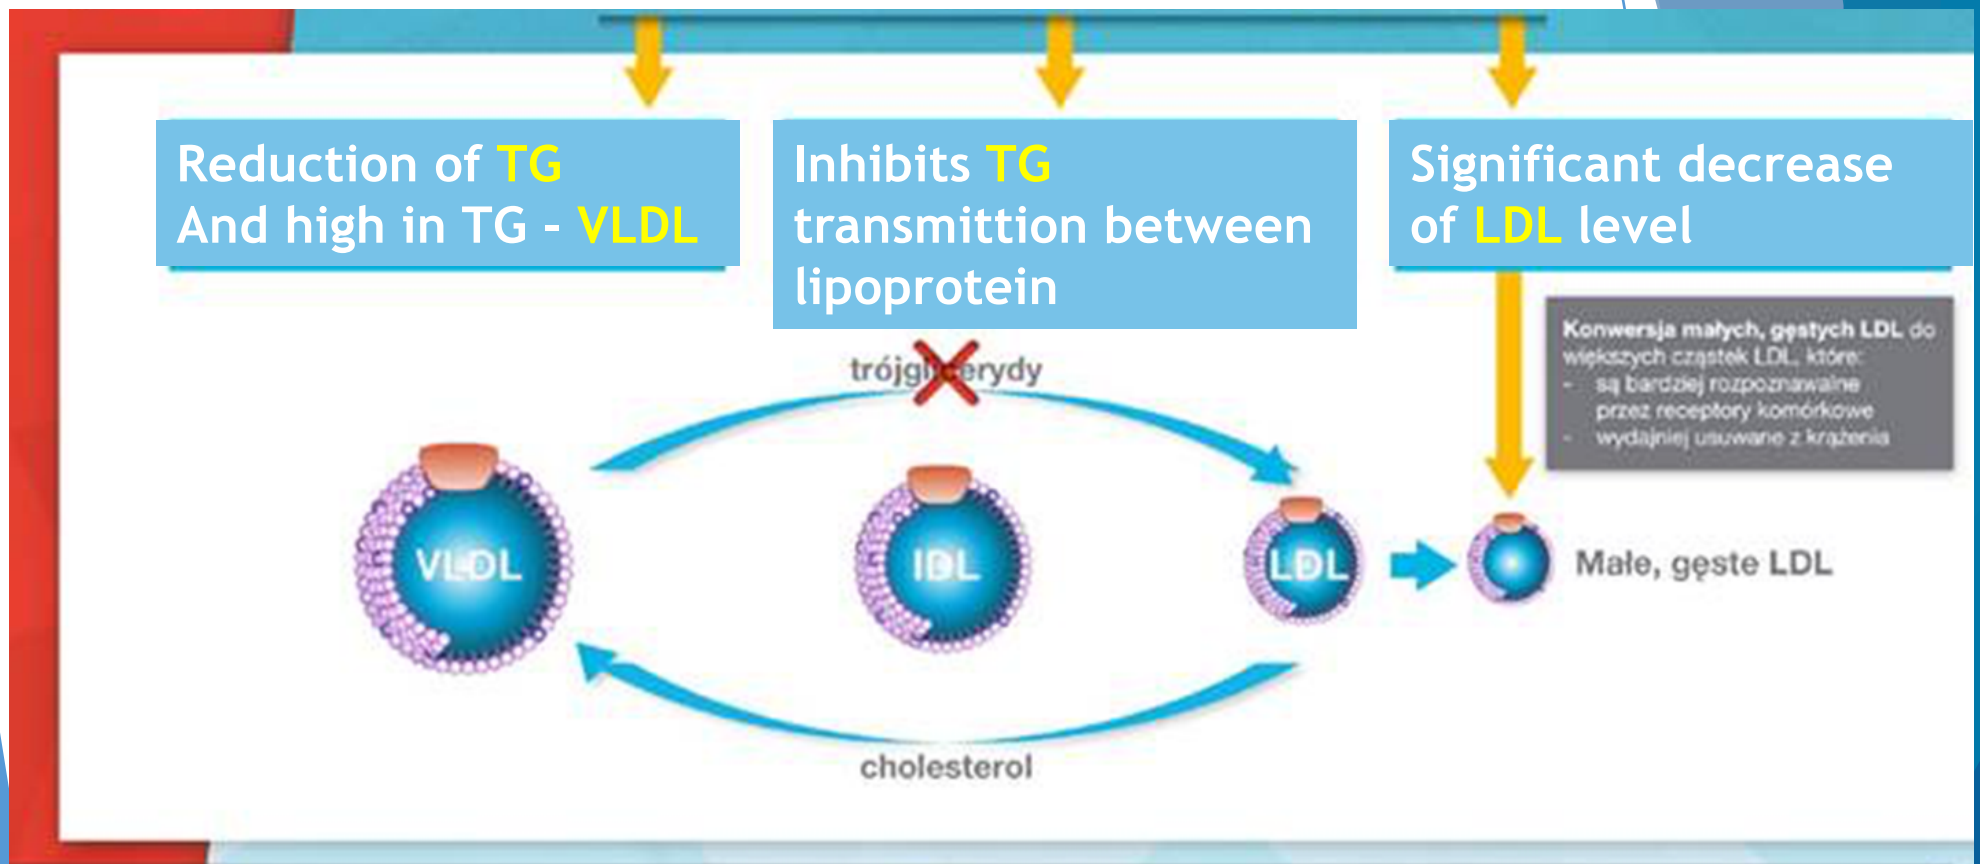 Reduction of TG
And high in TG - VLDL
Inhibits TG
transmittion between
lipoprotein
Significant decrease
of LDL level
Konwersja małych, gęstych LDL do
większych cząstek LDL, które:
- są bardziej rozpoznawalne
przez receptory komórkowe
- wydajniej usuwane z krążenia
trójglicerydy
VLDL
IDL
LDL
Małe, gęste LDL
cholesterol